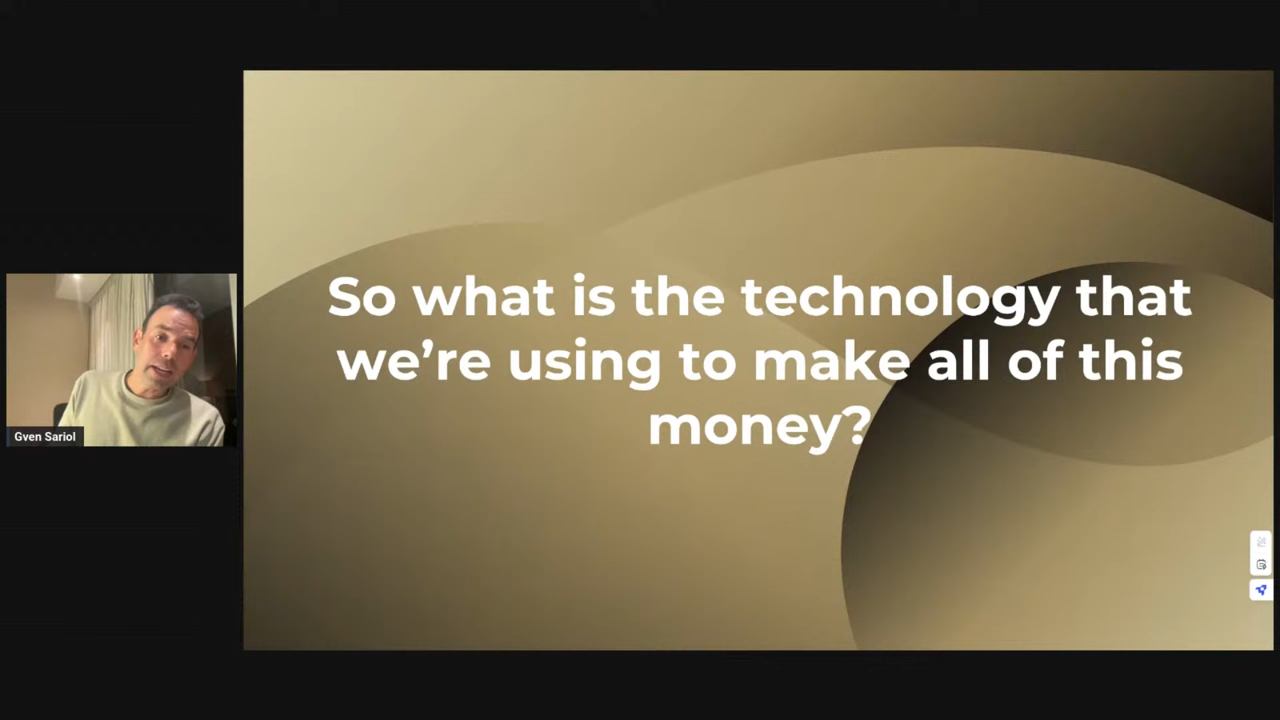 So what is the technology that
we’re using to make all of this
money?
Gven Sariol